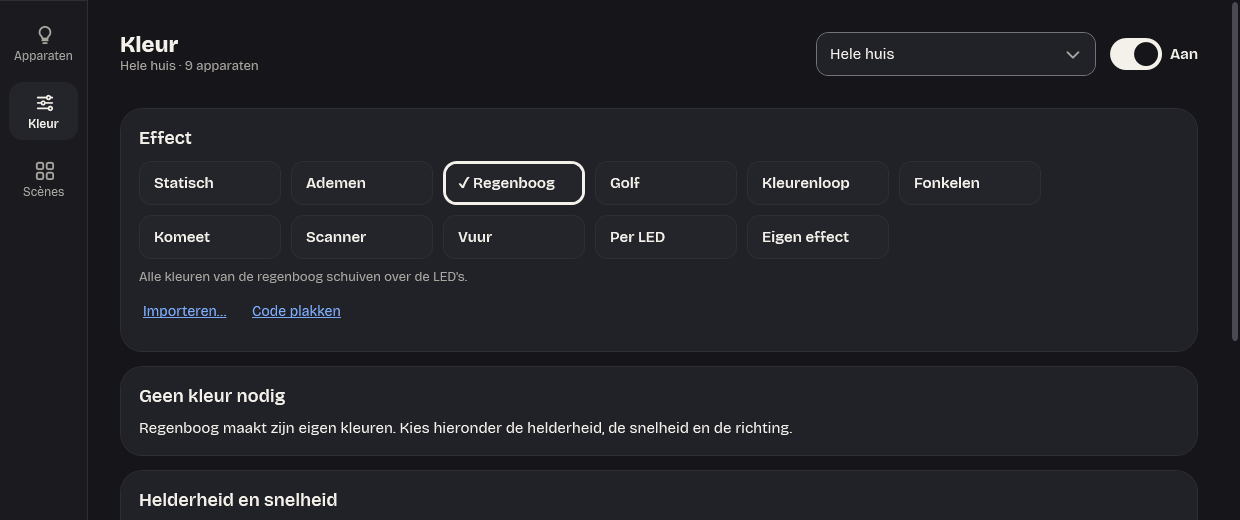 Apparaten
Kleur
Scènes
Kleur
Hele huis · 9 apparaten
Hele huis
Aan
Effect
Statisch
Ademen
✓ Regenboog
Golf
Kleurenloop
Fonkelen
Komeet
Scanner
Vuur
Per LED
Eigen effect
Alle kleuren van de regenboog schuiven over de LED's.
Importeren... Code plakken
Geen kleur nodig
Regenboog maakt zijn eigen kleuren. Kies hieronder de helderheid, de snelheid en de richting.
Helderheid en snelheid